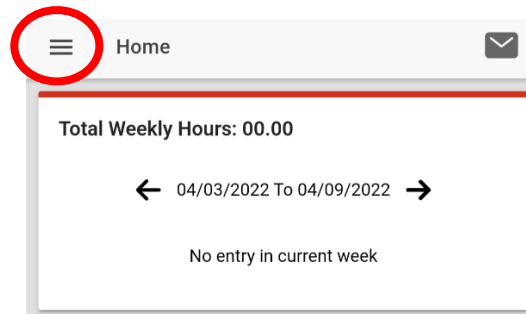 Home
Total Weekly Hours: 00.00
04/03/2022 To 04/09/2022
No entry in current week